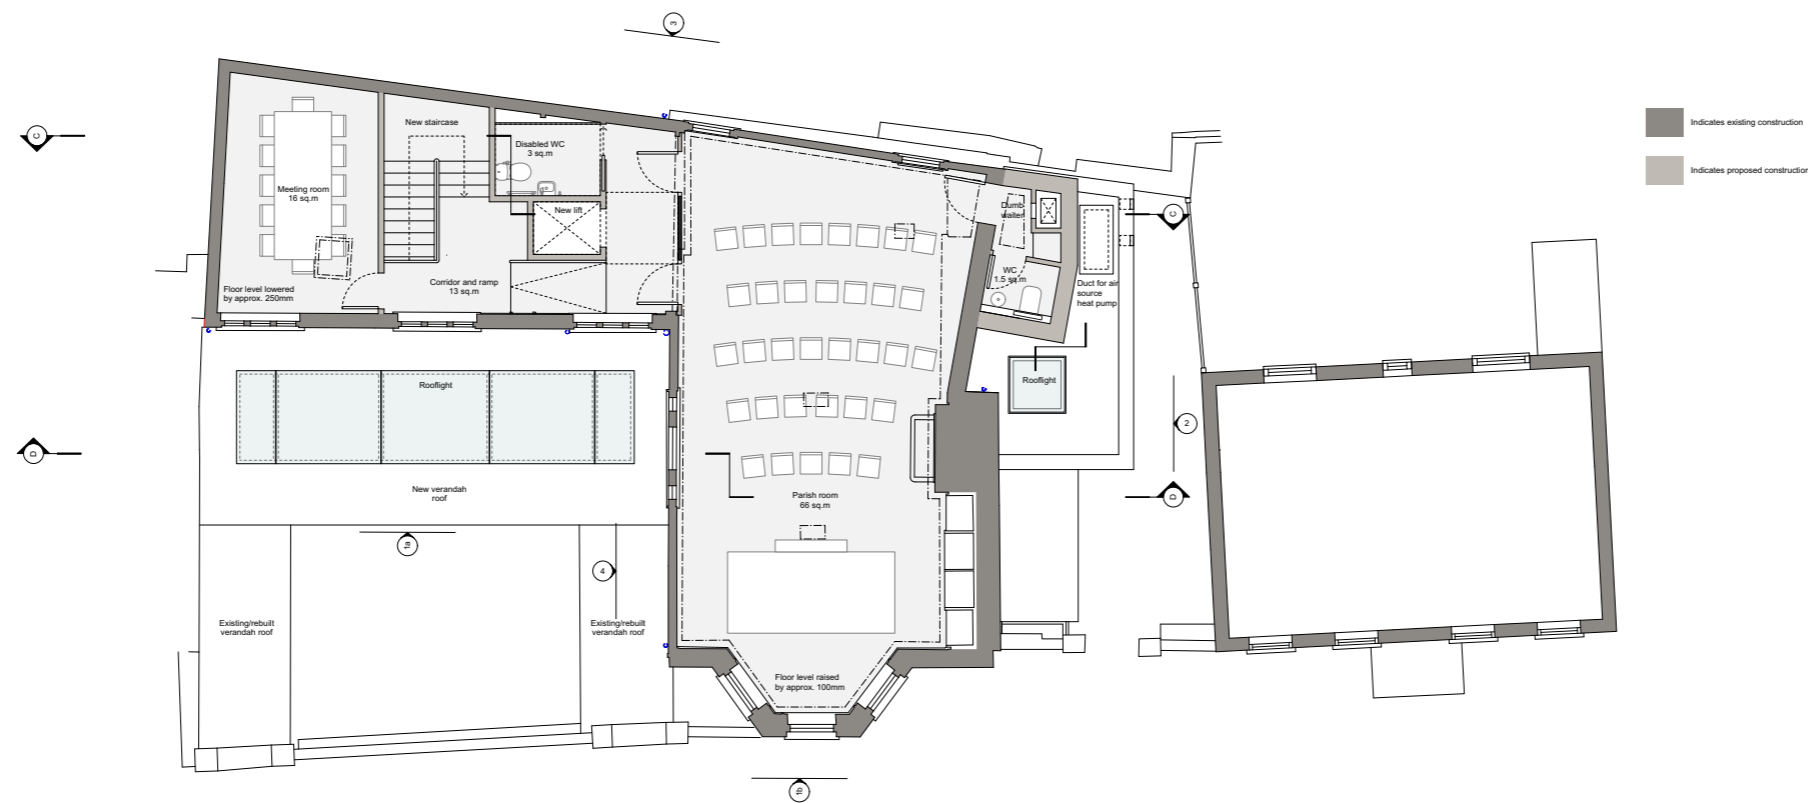 3
C
New staircase
Disabled WC
3 sq.m
Meeting room
16 sq.m
New lift
Dumb
waiter
C
Indicates existing construction
Indicates proposed construction
Floor level lowered
by approx. 250mm
Corridor and ramp
13 sq.m
WC
1.5 sq.m
Duct for air
source
heat pump
Rooflight
Rooflight
2
D
New verandah
roof
Parish room
66 sq.m
D
1a
4
Existing/rebuilt
verandah roof
Existing/rebuilt
verandah roof
Floor level raised
by approx. 100mm
1b